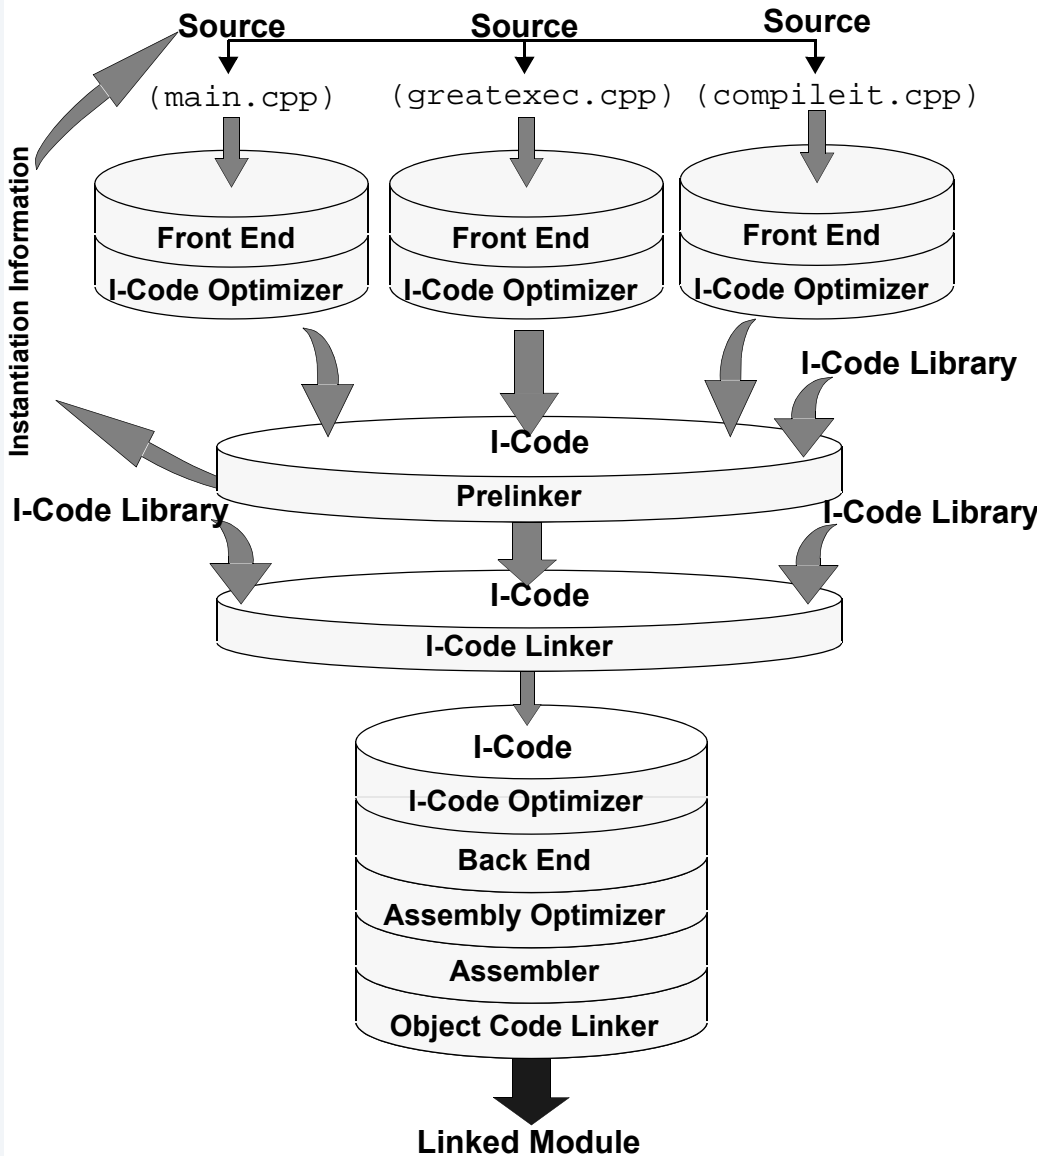 Source
Source
Source
(main.cpp)
(greatexec.cpp)
(compileit.cpp)
Instantiation Information
Front End
Front End
Front End
I-Code Optimizer
I-Code Optimizer
I-Code Optimizer
I-Code Library
I-Code
Prelinker
I-Code Library
I-Code Library
I-Code
I-Code Linker
I-Code
I-Code Optimizer
Back End
Assembly Optimizer
Assembler
Object Code Linker
Linked Module